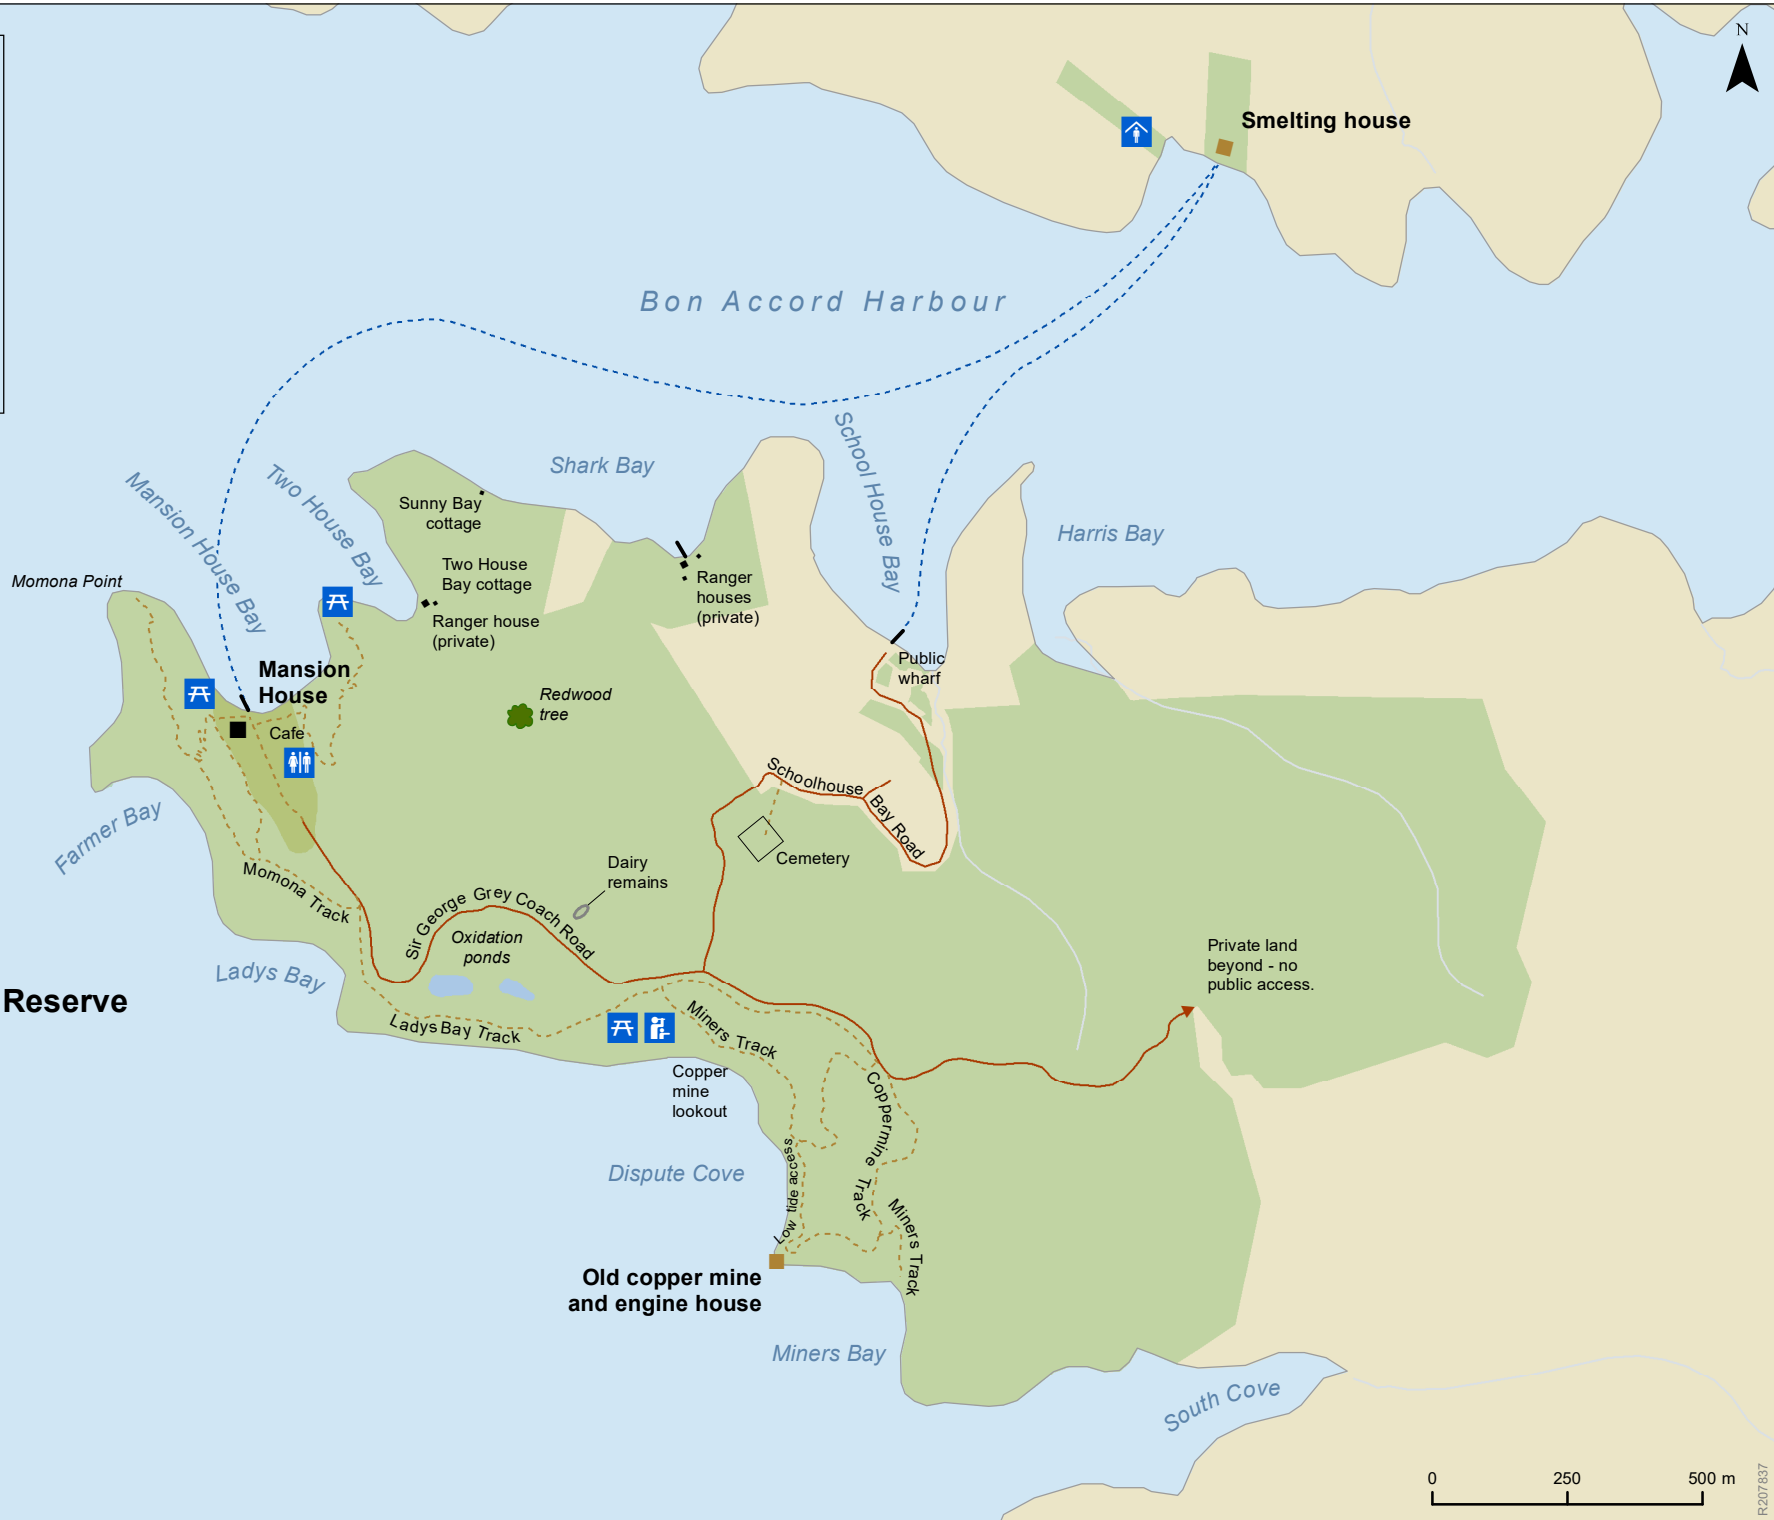 N
Smelting house
Bon Accord Harbour
School House Bay
Shark Bay
Mansion House Bay
Two House Bay
Sunny Bay
cottage
Harris Bay
Two House
Bay cottage
Momona Point
Ranger
houses
(private)
Ranger house
(private)
Public
wharf
Mansion
House
Redwood
tree
Cafe
Schoolhouse
Bay Road
Farmer Bay
Cemetery
Dairy
remains
Momona Track
Sir George Grey Coach Road
Oxidation
ponds
Private land
beyond - no
public access.
Ladys Bay
Reserve
Ladys Bay Track
Miners Track
Copper
mine
lookout
Coppermine Track
Low tide access
Dispute Cove
Miners Track
Old copper mine
and engine house
Miners Bay
South Cove
0 250 500 m
R207837